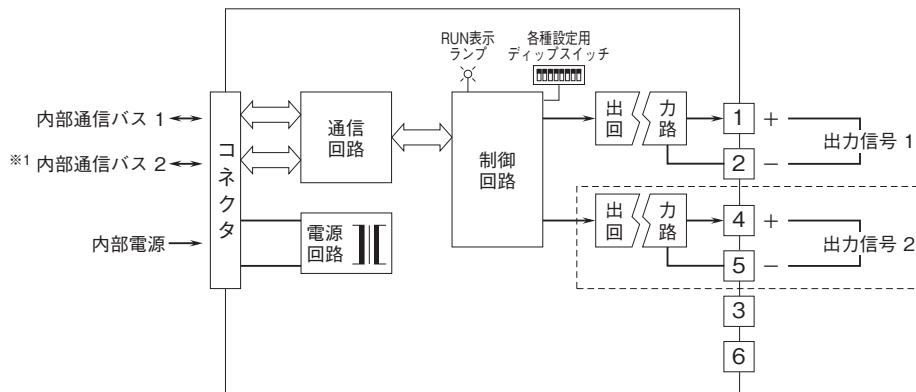 RUN表示
ランプ
各種設定用
ディップスイッチ
内部通信バス 1
※1 内部通信バス 2
内部電源
コネクタ
通信
回路
電源
回路
制御
回路
出 力
回 路
1 +
2 −
出力信号 1
出 力
回 路
4 +
5 −
出力信号 2
3
6